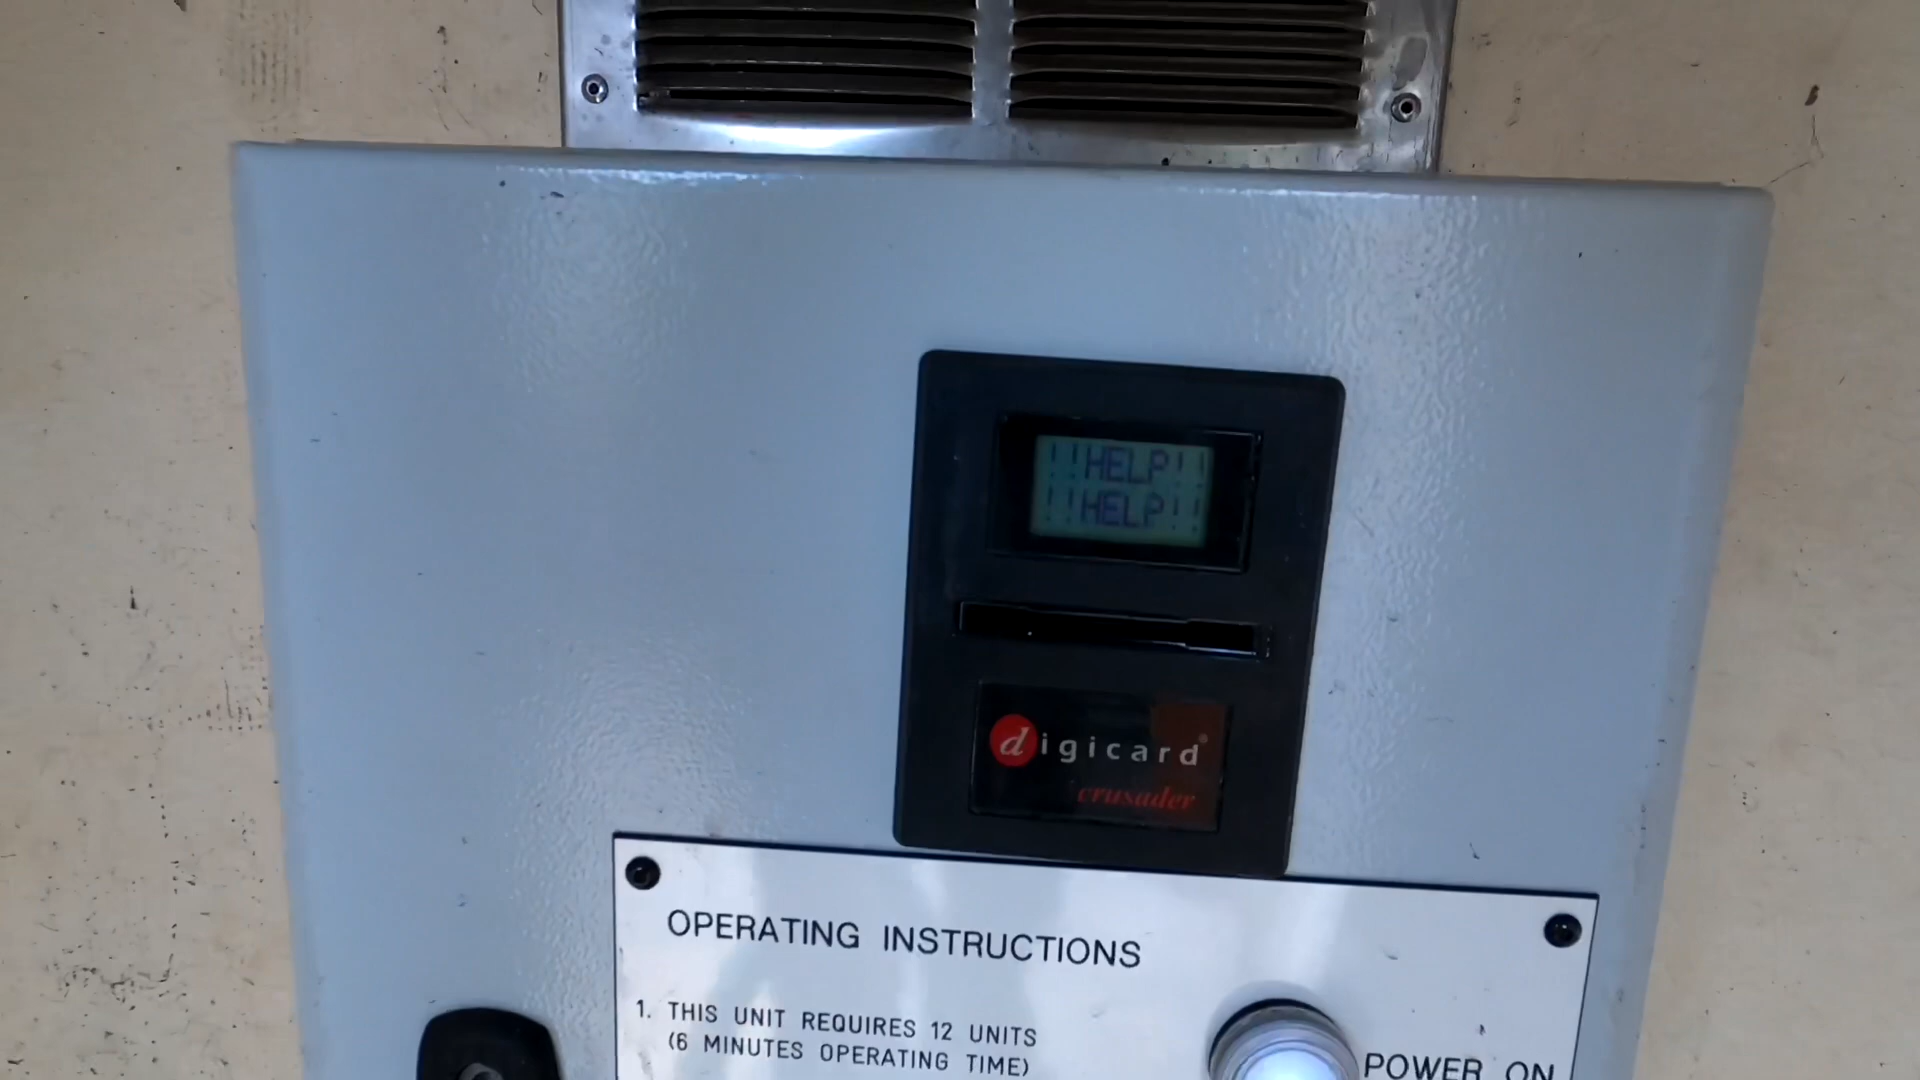 !!HELP!!
!!HELP!!
digicard®
crusader
OPERATING INSTRUCTIONS
1. THIS UNIT REQUIRES 12 UNITS
(6 MINUTES OPERATING TIME)
POWER ON